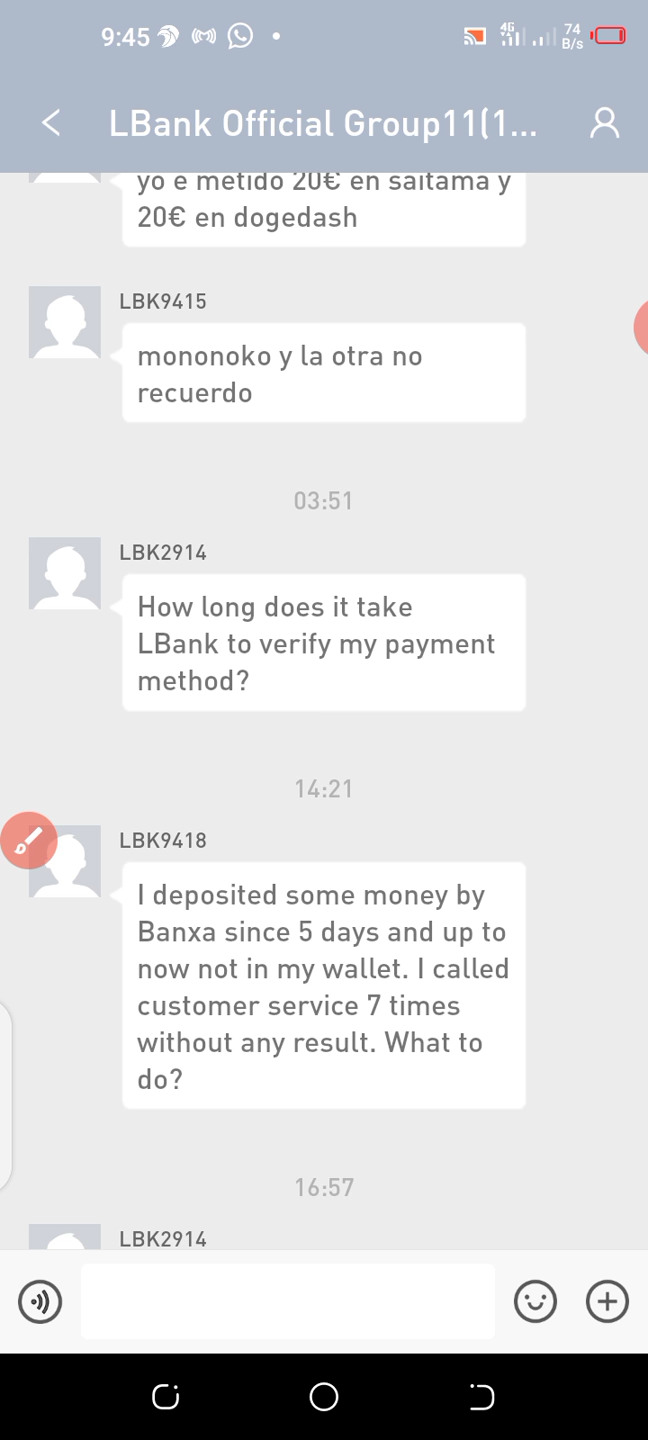 9:45
4G
74
B/s
LBank Official Group11(1...
yo e metido 20€ en saitama y
20€ en dogedash
LBK9415
mononoko y la otra no
recuerdo
03:51
LBK2914
How long does it take
LBank to verify my payment
method?
14:21
LBK9418
I deposited some money by
Banxa since 5 days and up to
now not in my wallet. I called
customer service 7 times
without any result. What to
do?
16:57
LBK2914